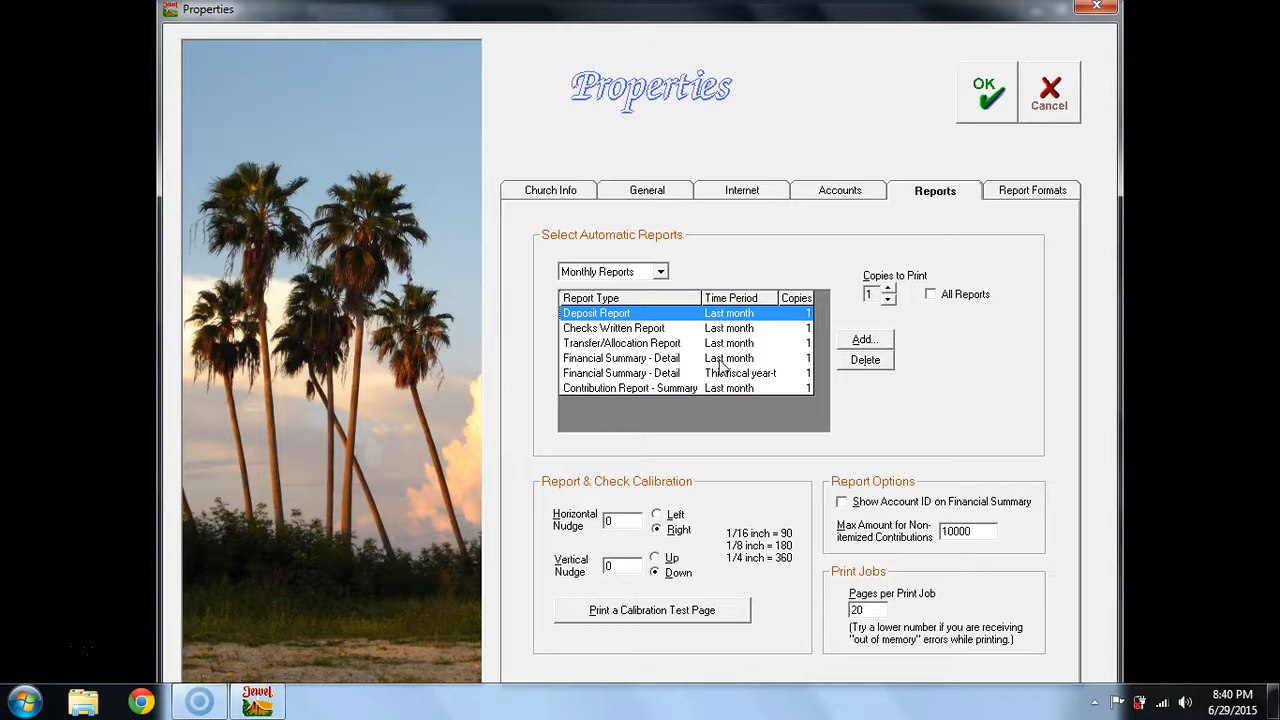 Properties
Properties
OK
Cancel
Church Info
General
Internet
Accounts
Reports
Report Formats
Select Automatic Reports
Monthly Reports
Copies to Print
1
All Reports
Report Type Time Period Copies
Deposit Report Last month 1
Checks Written Report Last month 1
Transfer/Allocation Report Last month 1
Financial Summary - Detail Last month 1
Financial Summary - Detail This fiscal year-t 1
Contribution Report - Summary Last month 1
Add...
Delete
Report & Check Calibration
Horizontal
Nudge
0
Left
Right
Vertical
Nudge
0
Up
Down
1/16 inch = 90
1/8 inch = 180
1/4 inch = 360
Print a Calibration Test Page
Report Options
Show Account ID on Financial Summary
Max Amount for Non-
itemized Contributions
10000
Print Jobs
Pages per Print Job
20
(Try a lower number if you are receiving
"out of memory" errors while printing.)
Jewel
8:40 PM
6/29/2015